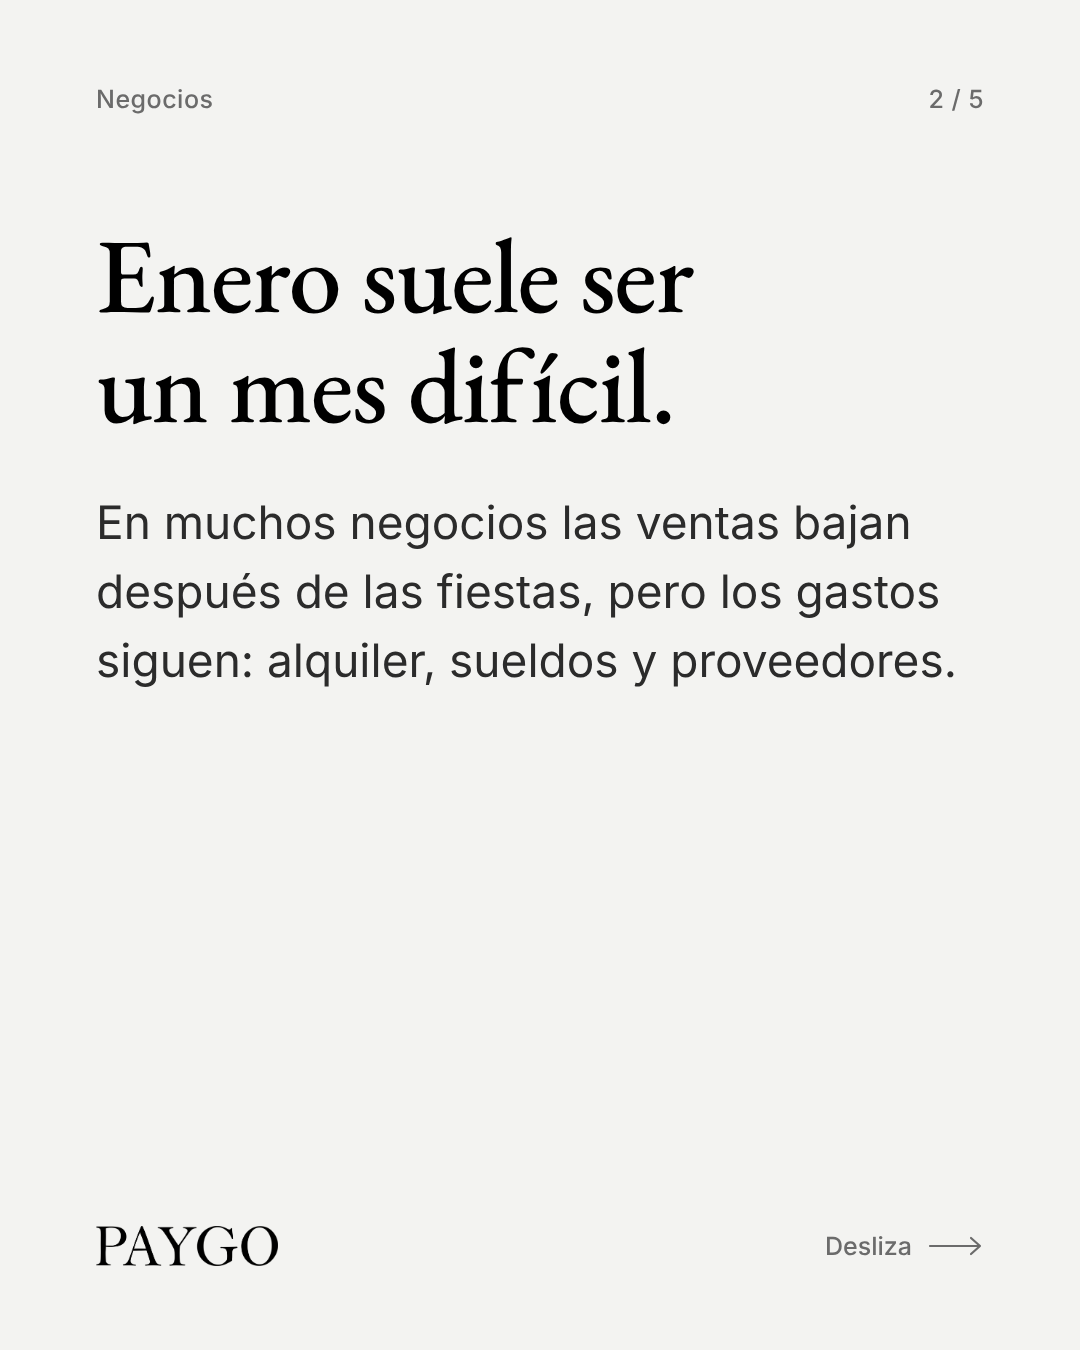 Negocios
2 / 5
Enero suele ser
un mes difícil.
En muchos negocios las ventas bajan
después de las fiestas, pero los gastos
siguen: alquiler, sueldos y proveedores.
PAYGO
Desliza